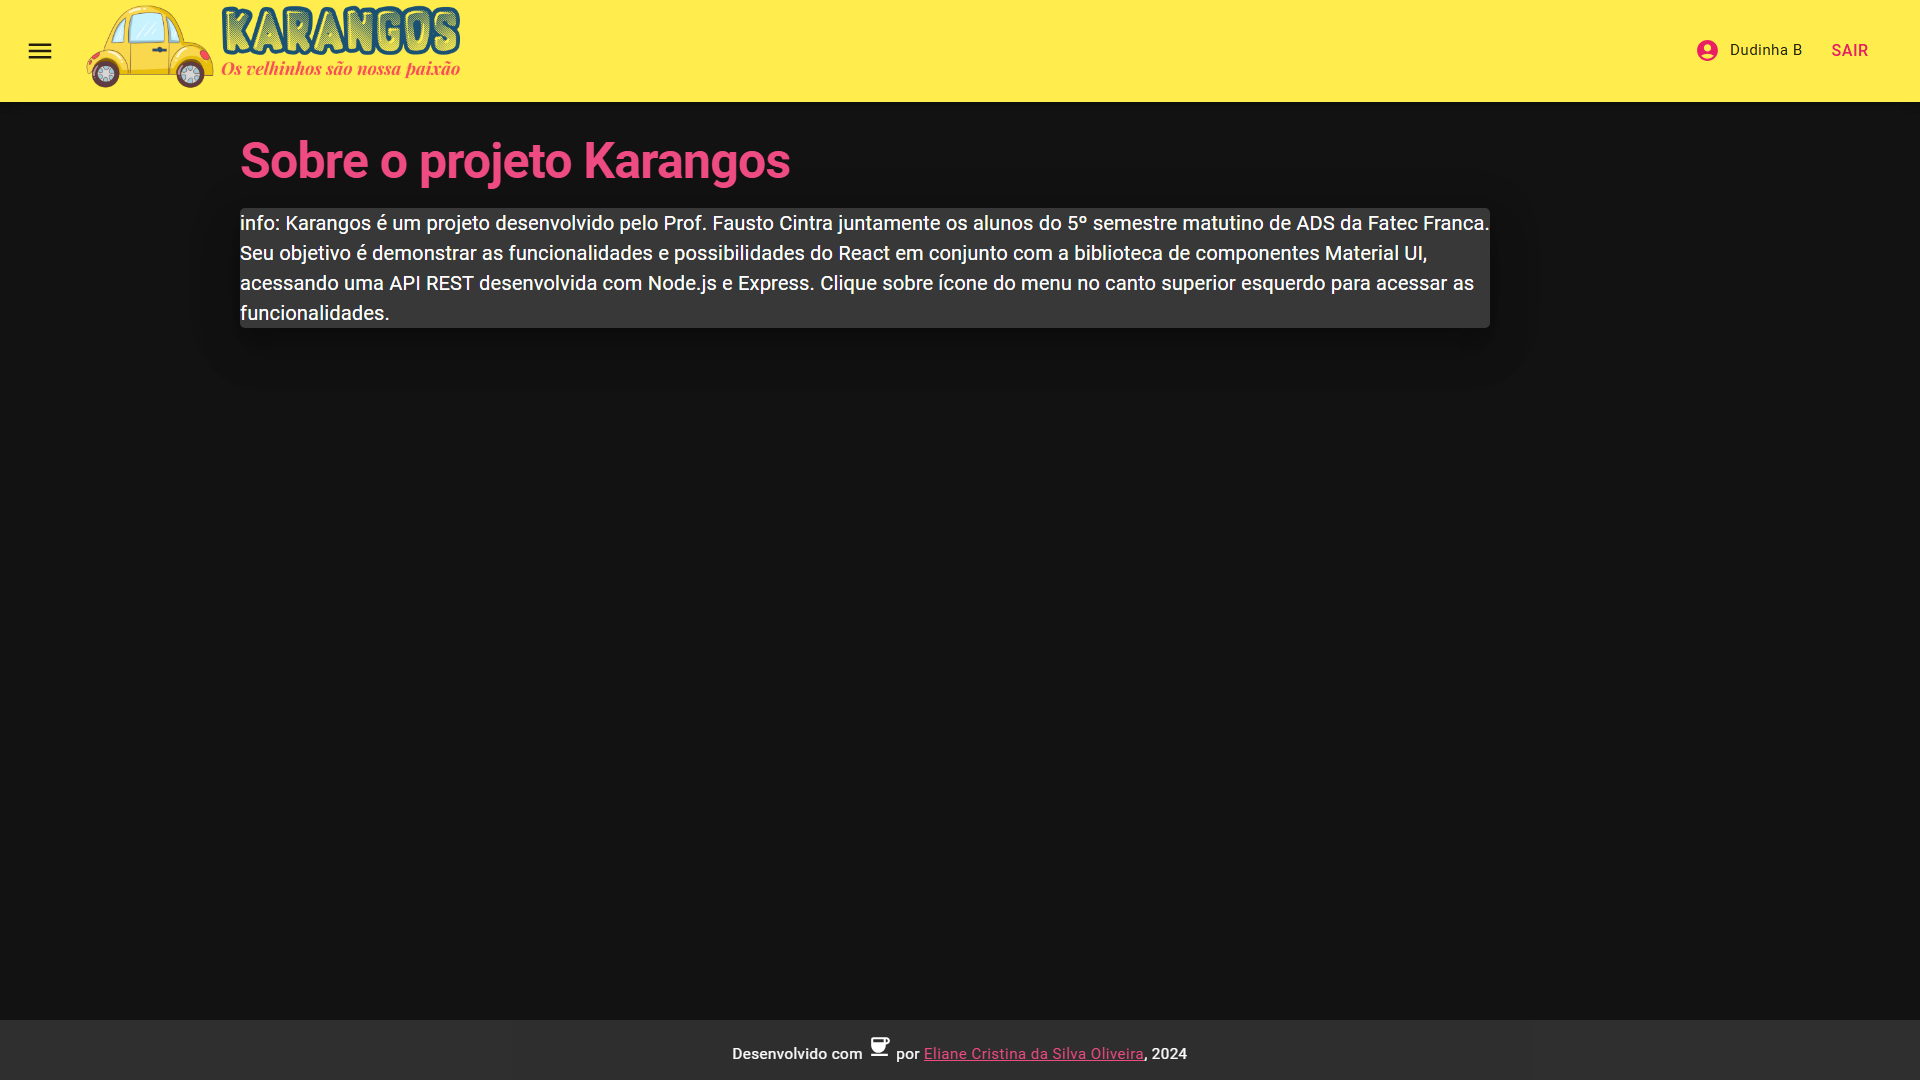 KARANGOS
Os velhinhos são nossa paixão
Dudinha B
SAIR
Sobre o projeto Karangos
info: Karangos é um projeto desenvolvido pelo Prof. Fausto Cintra juntamente os alunos do 5º semestre matutino de ADS da Fatec Franca.
Seu objetivo é demonstrar as funcionalidades e possibilidades do React em conjunto com a biblioteca de componentes Material UI,
acessando uma API REST desenvolvida com Node.js e Express. Clique sobre ícone do menu no canto superior esquerdo para acessar as
funcionalidades.
Desenvolvido com por Eliane Cristina da Silva Oliveira, 2024